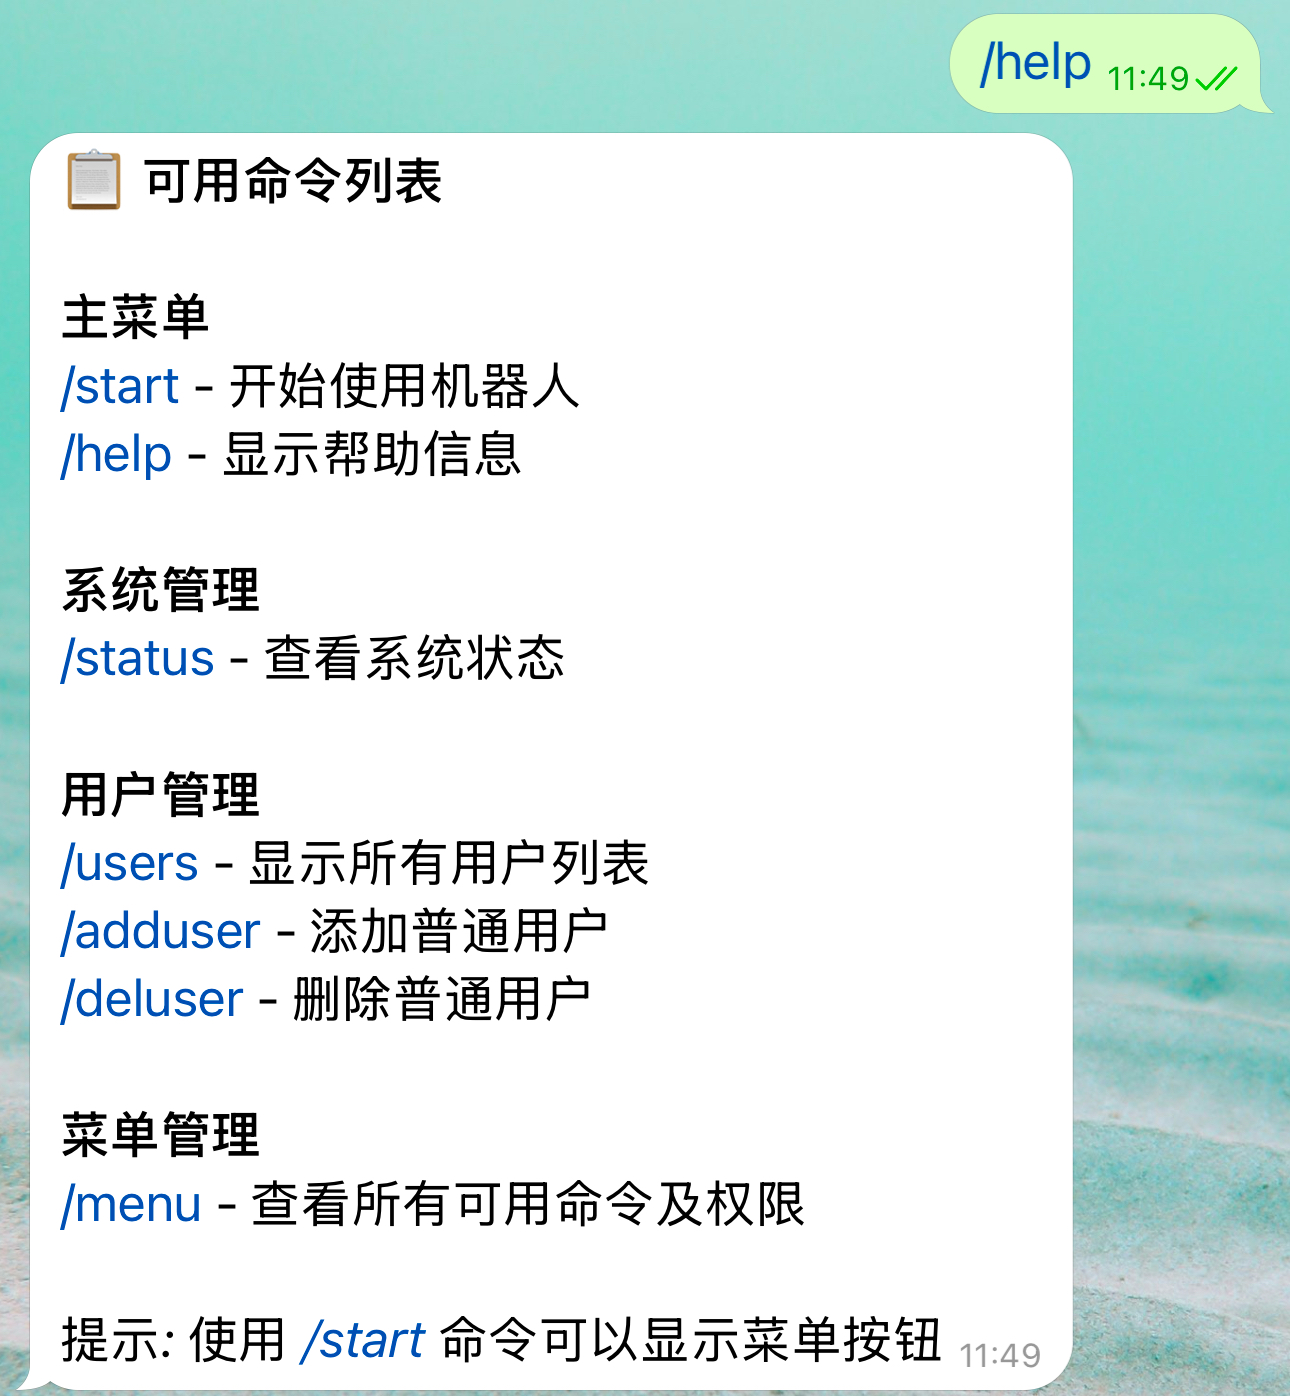 /help 11:49
📋 可用命令列表
主菜单
/start - 开始使用机器人
/help - 显示帮助信息
系统管理
/status - 查看系统状态
用户管理
/users - 显示所有用户列表
/adduser - 添加普通用户
/deluser - 删除普通用户
菜单管理
/menu - 查看所有可用命令及权限
提示: 使用 /start 命令可以显示菜单按钮 11:49